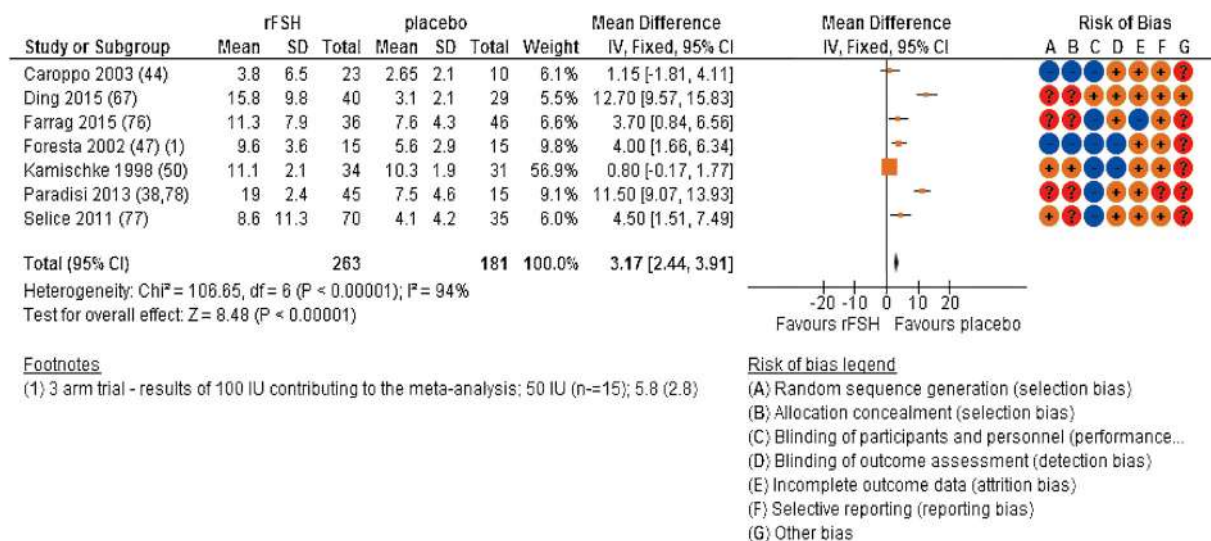 rFSH placebo Mean Difference Mean Difference Risk of Bias
Study or Subgroup Mean SD Total Mean SD Total Weight IV, Fixed, 95% CI IV, Fixed, 95% CI A B C D E F G
Caroppo 2003 (44) 3.8 6.5 23 2.65 2.1 10 6.1% 1.15 [-1.81, 4.11] - - - + + + ?
Ding 2015 (67) 15.8 9.8 40 3.1 2.1 29 5.5% 12.70 [9.57, 15.83] ? ? + + + + +
Farrag 2015 (76) 11.3 7.9 36 7.6 4.3 46 6.6% 3.70 [0.84, 6.56] ? ? - + - + ?
Foresta 2002 (47) (1) 9.6 3.6 15 5.6 2.9 15 9.8% 4.00 [1.66, 6.34] - - - - + + ?
Kamischke 1998 (50) 11.1 2.1 34 10.3 1.9 31 56.9% 0.80 [-0.17, 1.77] + + - - + + ?
Paradisi 2013 (38,78) 19 2.4 45 7.5 4.6 15 9.1% 11.50 [9.07, 13.93] ? ? - + + ? ?
Selice 2011 (77) 8.6 11.3 70 4.1 4.2 35 6.0% 4.50 [1.51, 7.49] + ? - + + + ?
Total (95% CI) 263 181 100.0% 3.17 [2.44, 3.91]
Heterogeneity: Chi² = 106.65, df = 6 (P < 0.00001); I² = 94%
Test for overall effect: Z = 8.48 (P < 0.00001)
-20 -10 0 10 20
Favours rFSH Favours placebo
Footnotes
(1) 3 arm trial - results of 100 IU contributing to the meta-analysis; 50 IU (n-=15); 5.8 (2.8)
Risk of bias legend
(A) Random sequence generation (selection bias)
(B) Allocation concealment (selection bias)
(C) Blinding of participants and personnel (performance...
(D) Blinding of outcome assessment (detection bias)
(E) Incomplete outcome data (attrition bias)
(F) Selective reporting (reporting bias)
(G) Other bias